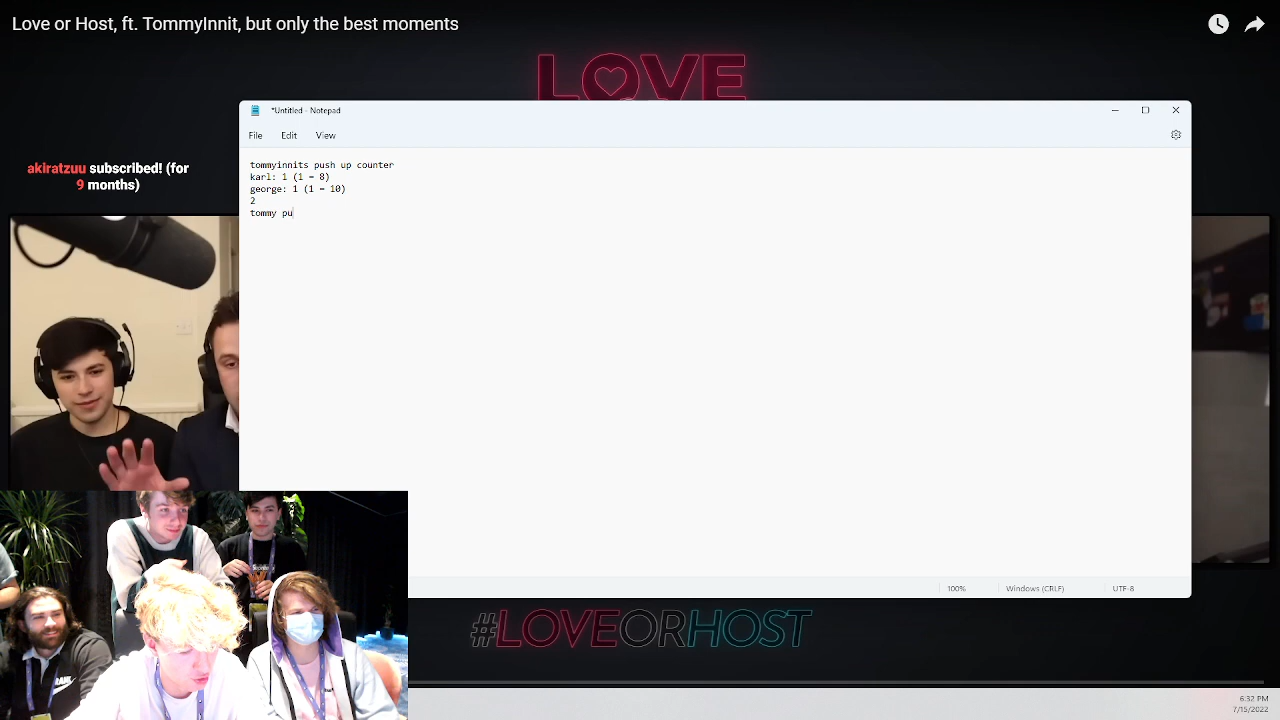 Love or Host, ft. TommyInnit, but only the best moments
LOVE
*Untitled - Notepad
File Edit View
akiratzuu subscribed! (for
9 months)
tommyinnits push up counter
karl: 1 (1 = 8)
george: 1 (1 = 10)
2
tommy pu
100% Windows (CRLF) UTF-8
#LOVEORHOST
6:32 PM
7/15/2022